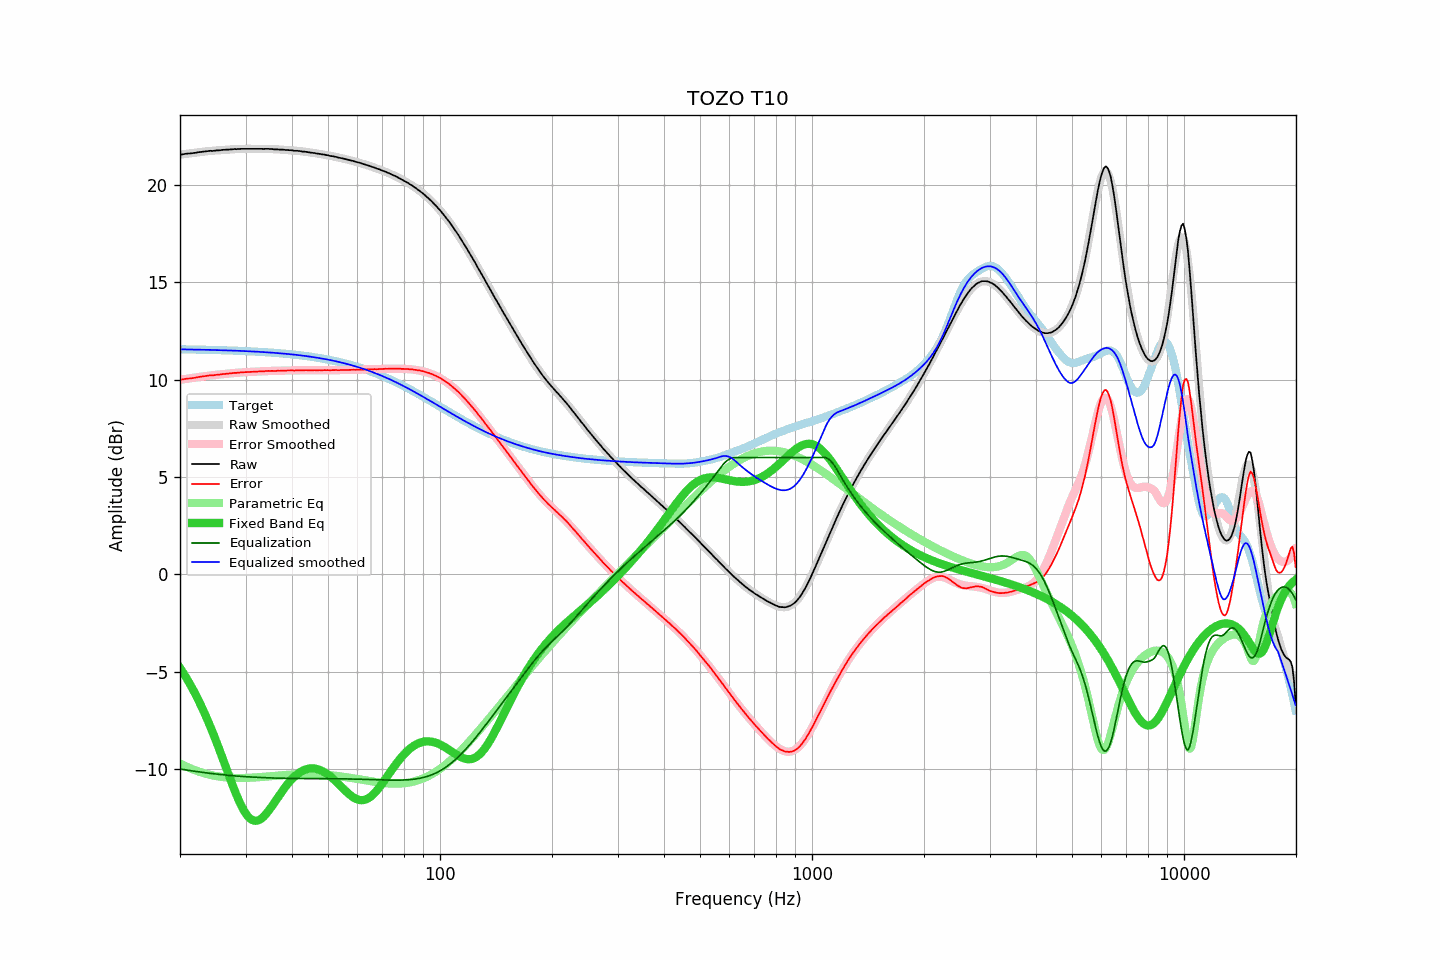 TOZO T10
Amplitude (dBr)
20
15
10
5
0
−5
−10
Target
Raw Smoothed
Error Smoothed
Raw
Error
Parametric Eq
Fixed Band Eq
Equalization
Equalized smoothed
100
1000
10000
Frequency (Hz)